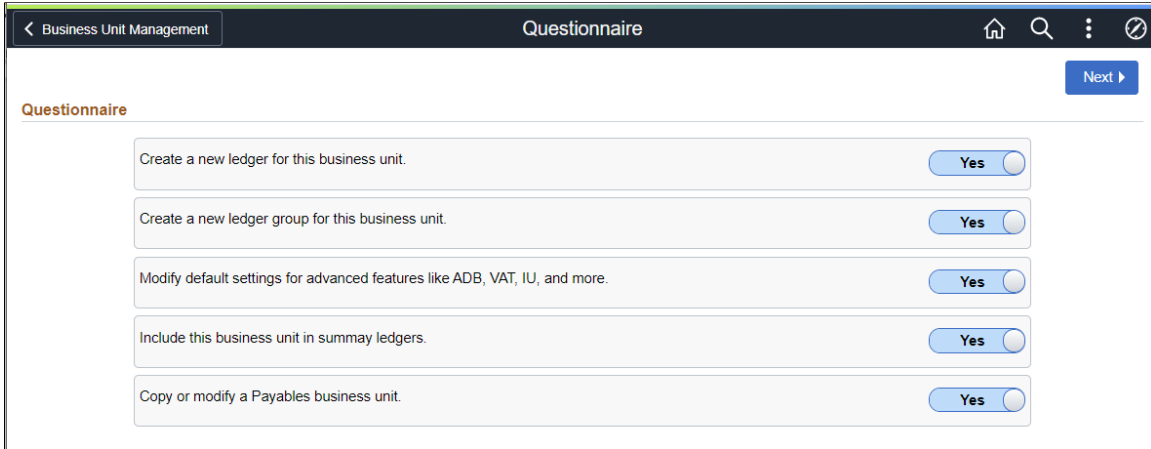 Business Unit Management
Questionnaire
Next
Questionnaire
Create a new ledger for this business unit.
Yes
Create a new ledger group for this business unit.
Yes
Modify default settings for advanced features like ADB, VAT, IU, and more.
Yes
Include this business unit in summay ledgers.
Yes
Copy or modify a Payables business unit.
Yes